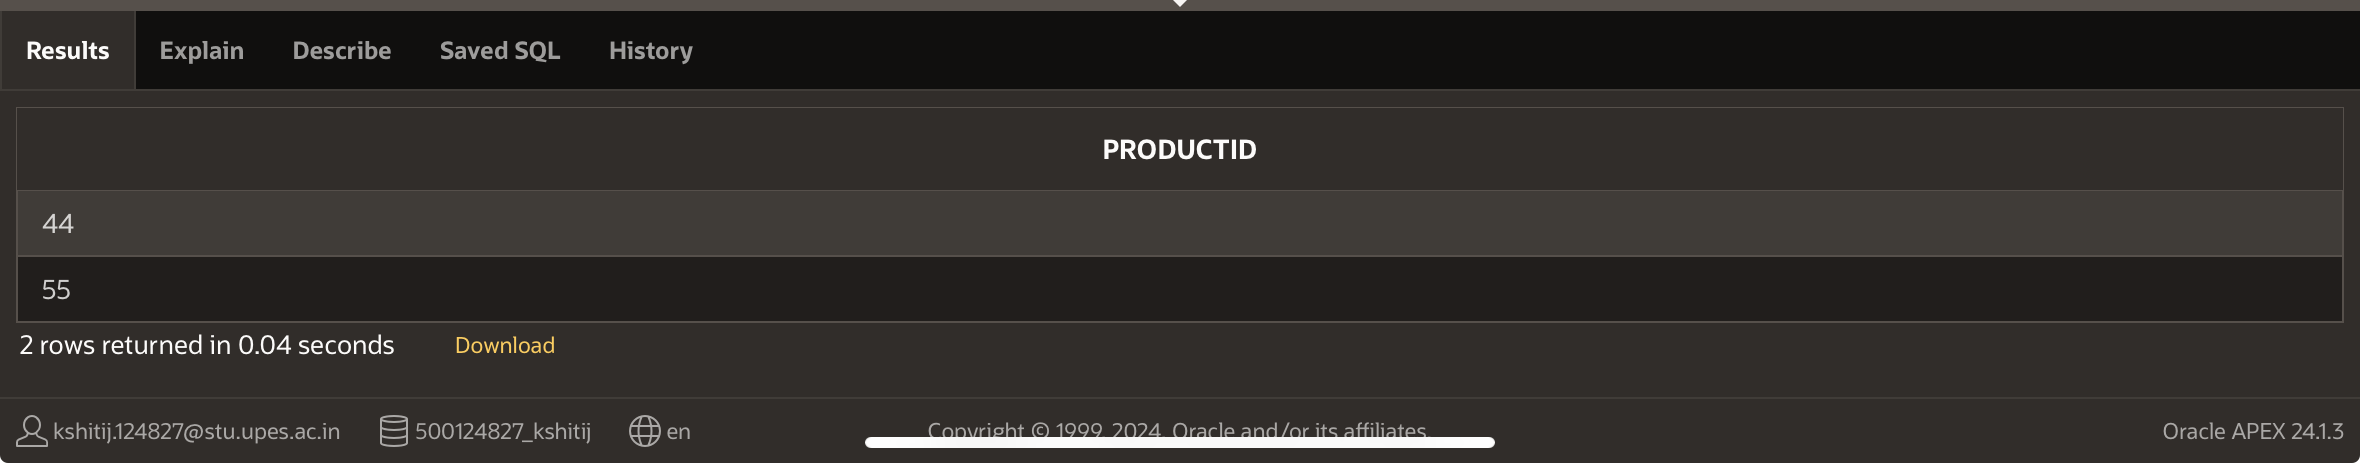 Results Explain Describe Saved SQL History
PRODUCTID
44
55
2 rows returned in 0.04 seconds Download
kshitij.124827@stu.upes.ac.in 500124827_kshitij en Copyright © 1999, 2024, Oracle and/or its affiliates. Oracle APEX 24.1.3